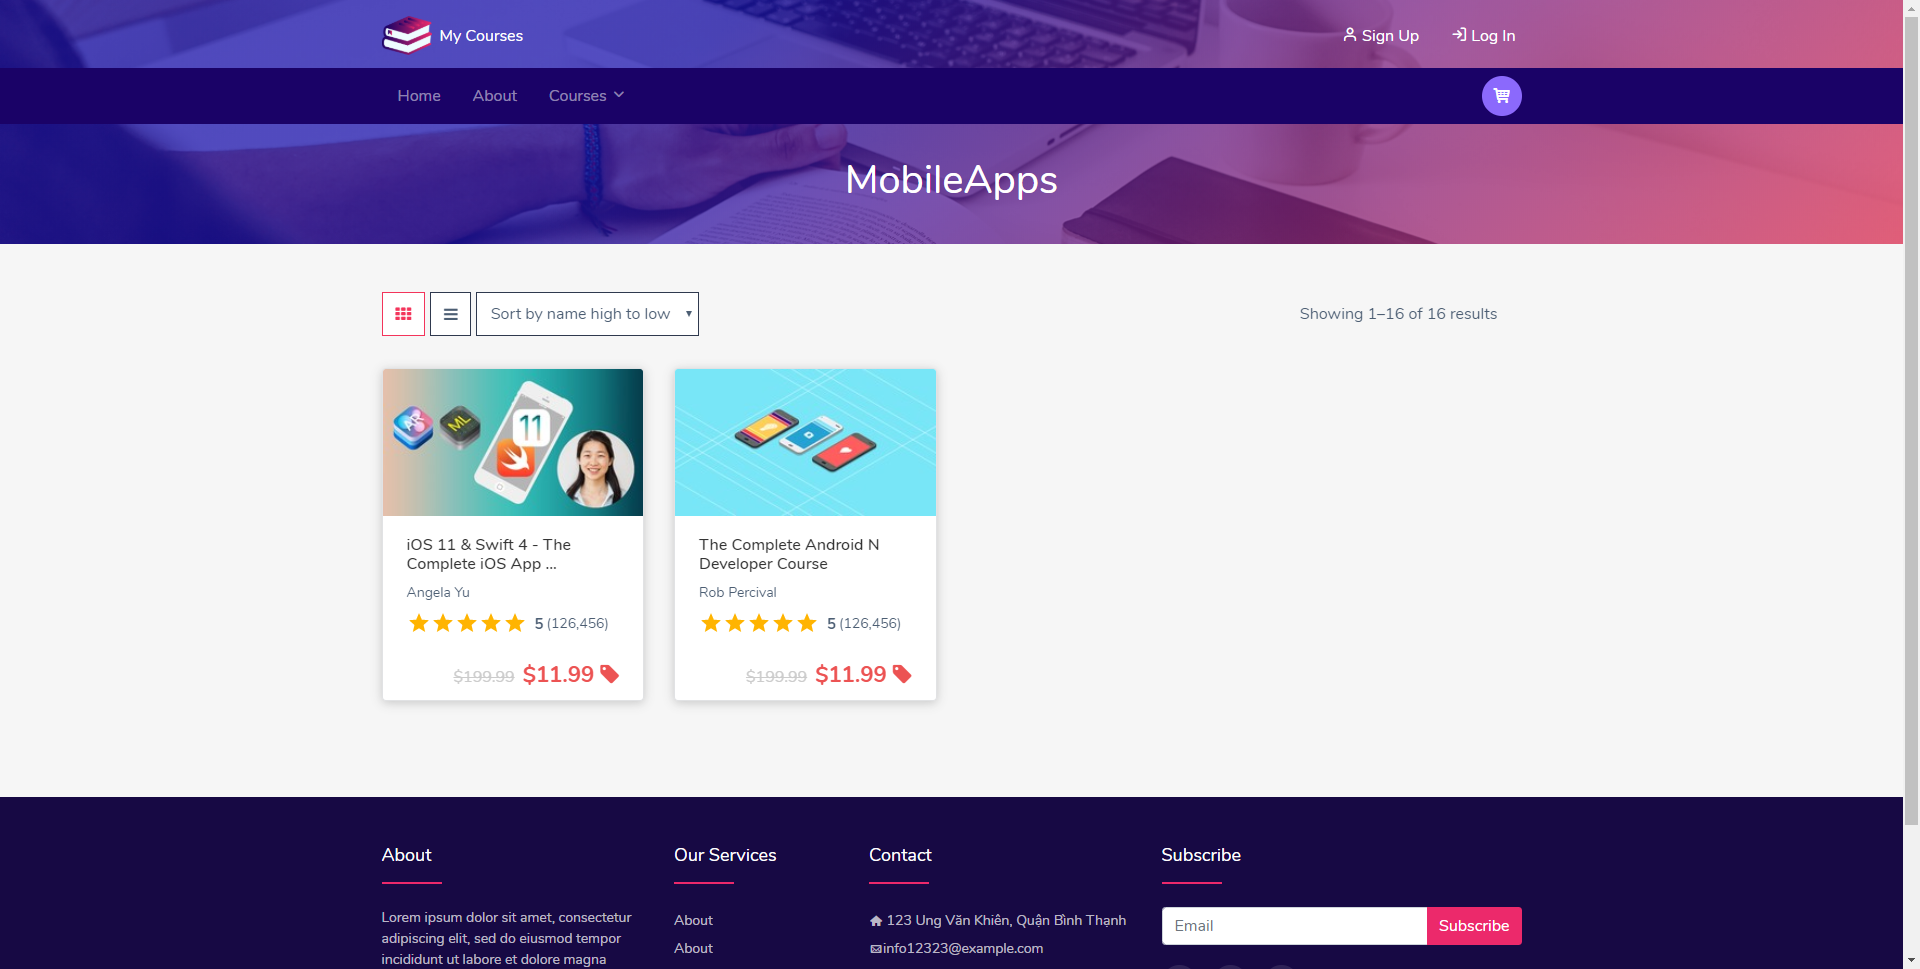 My Courses
Sign Up
Log In
Home
About
Courses
MobileApps
Sort by name high to low
Showing 1–16 of 16 results
ML
11
iOS 11 & Swift 4 - The
Complete iOS App ...
Angela Yu
5 (126,456)
$199.99 $11.99
The Complete Android N
Developer Course
Rob Percival
5 (126,456)
$199.99 $11.99
About
Lorem ipsum dolor sit amet, consectetur
adipiscing elit, sed do eiusmod tempor
incididunt ut labore et dolore magna
Our Services
About
About
Contact
123 Ung Văn Khiên, Quận Bình Thạnh
info12323@example.com
Subscribe
Email
Subscribe